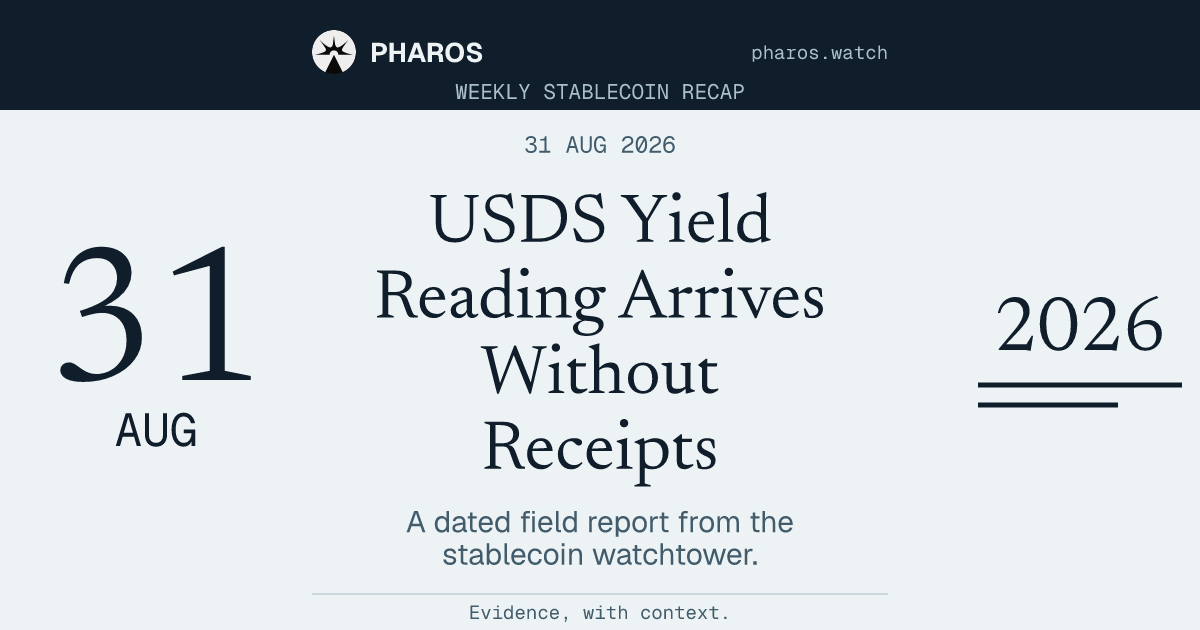 PHAROS
pharos.watch
WEEKLY STABLECOIN RECAP
31 AUG 2026
31
AUG
USDS Yield
Reading Arrives
Without
Receipts
2026
A dated field report from the
stablecoin watchtower.
Evidence, with context.